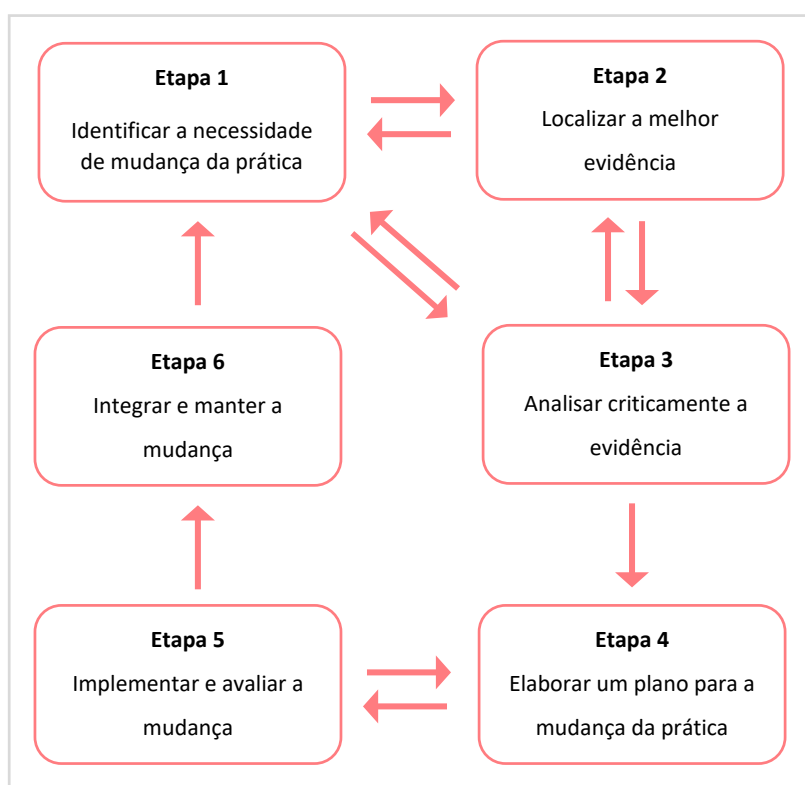 Etapa 1
Identificar a necessidade
de mudança da prática
Etapa 2
Localizar a melhor
evidência
Etapa 3
Analisar criticamente a
evidência
Etapa 4
Elaborar um plano para a
mudança da prática
Etapa 5
Implementar e avaliar a
mudança
Etapa 6
Integrar e manter a
mudança